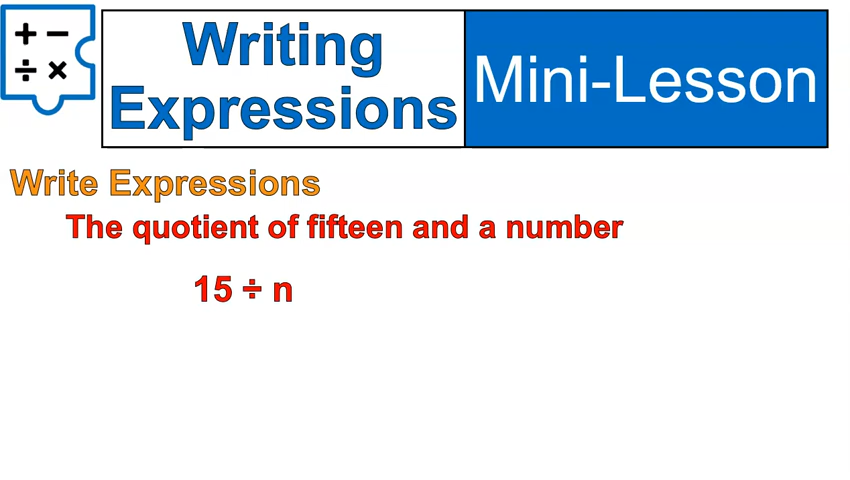 + −
÷ ×
Writing
Expressions
Mini-Lesson
Write Expressions
The quotient of fifteen and a number
15 ÷ n